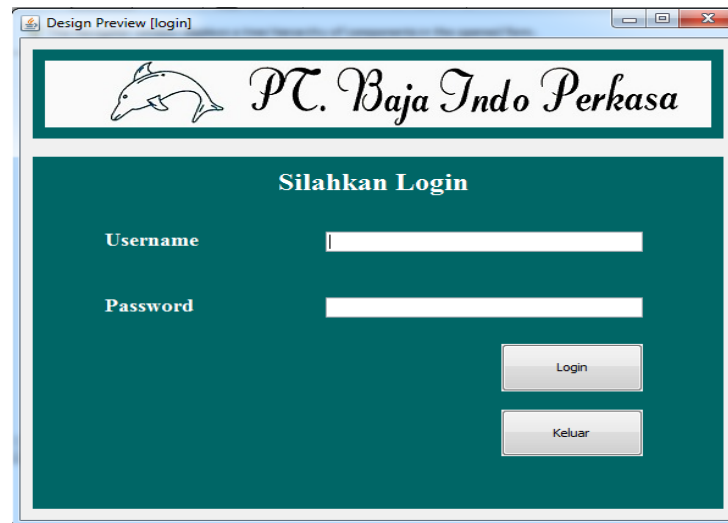 Design Preview [login]
PT. Baja Indo Perkasa
Silahkan Login
Username
Password
Login
Keluar